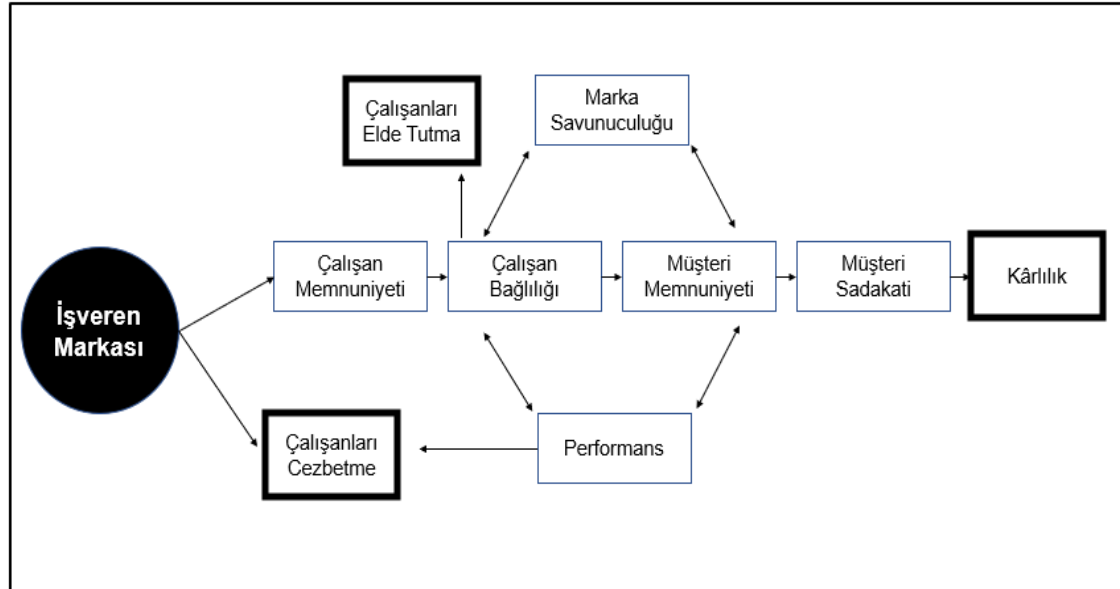 Çalışanları
Elde Tutma
Marka
Savunuculuğu
İşveren
Markası
Çalışan
Memnuniyeti
Çalışan
Bağlılığı
Müşteri
Memnuniyeti
Müşteri
Sadakati
Kârlılık
Çalışanları
Cezbetme
Performans